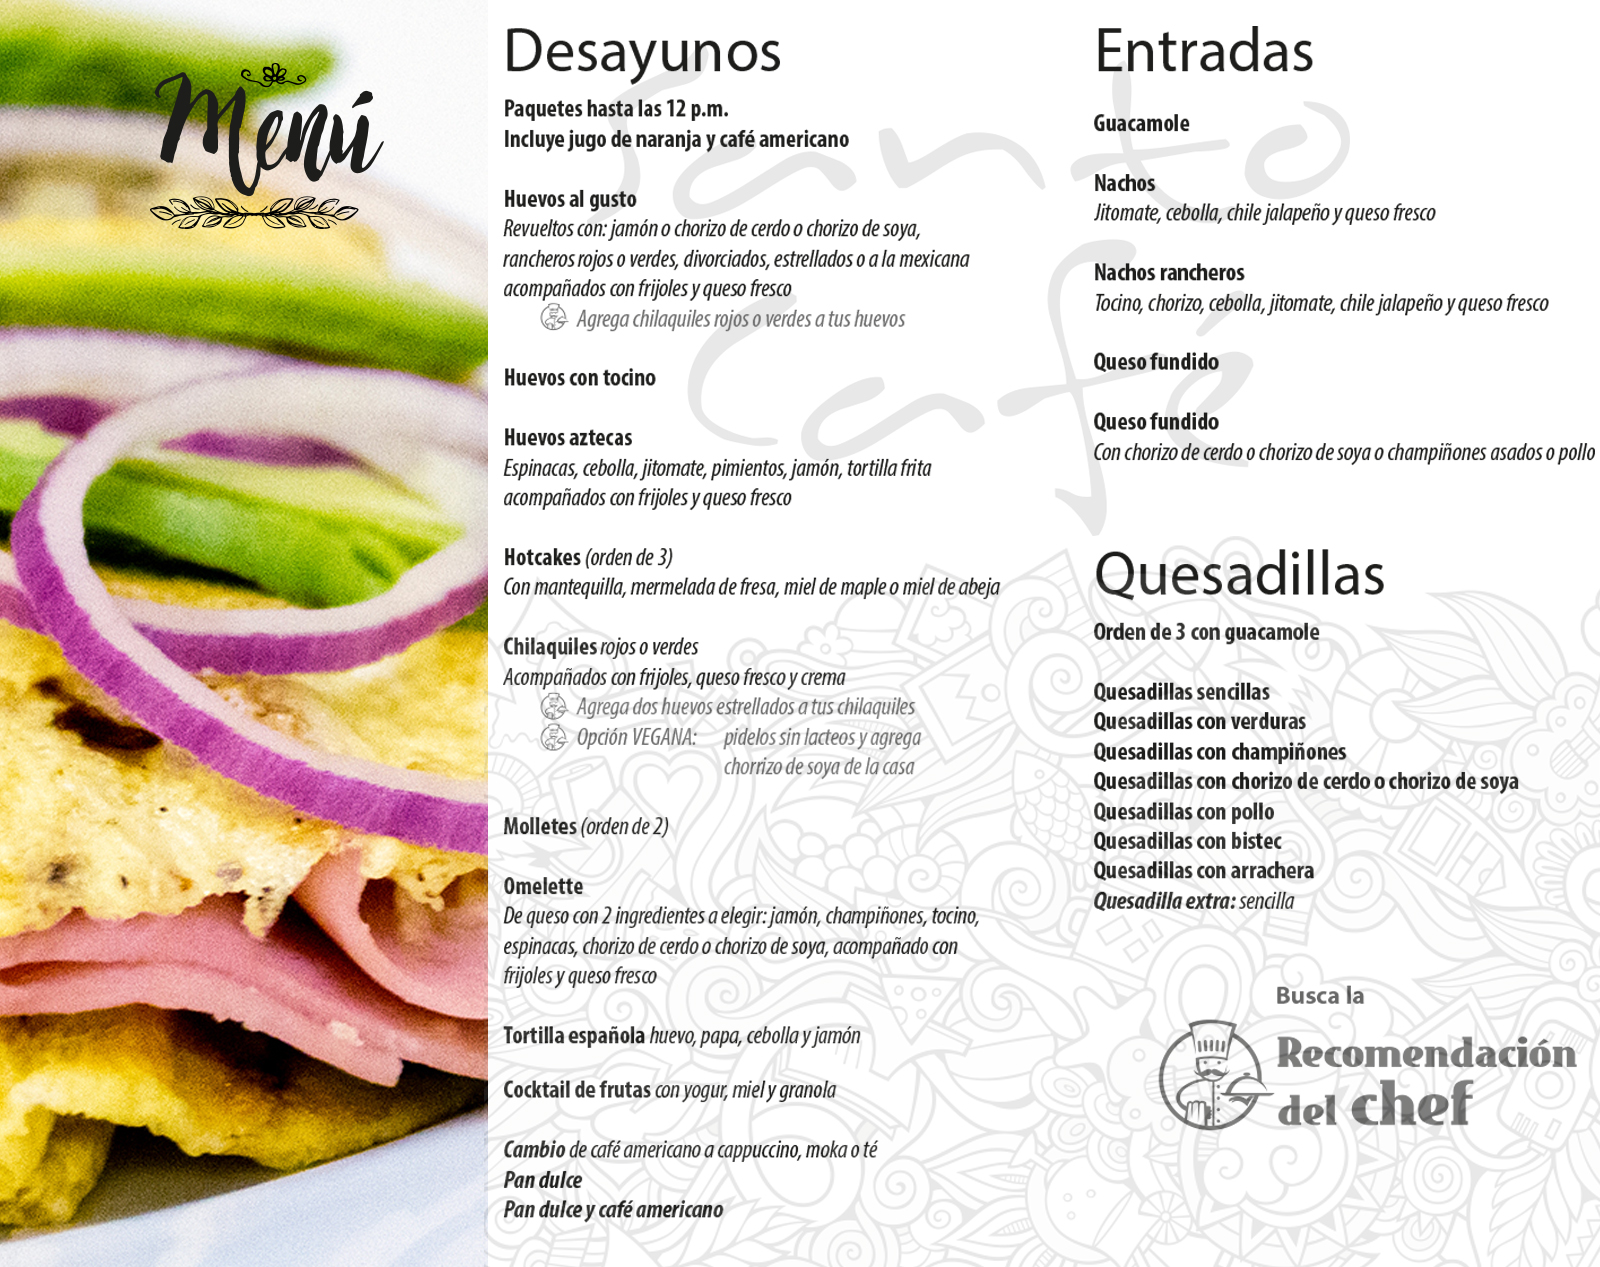 Menú
Desayunos
Paquetes hasta las 12 p.m.
Incluye jugo de naranja y café americano
Huevos al gusto
Revueltos con: jamón o chorizo de cerdo o chorizo de soya,
rancheros rojos o verdes, divorciados, estrellados o a la mexicana
acompañados con frijoles y queso fresco
Agrega chilaquiles rojos o verdes a tus huevos
Huevos con tocino
Huevos aztecas
Espinacas, cebolla, jitomate, pimientos, jamón, tortilla frita
acompañados con frijoles y queso fresco
Hotcakes (orden de 3)
Con mantequilla, mermelada de fresa, miel de maple o miel de abeja
Chilaquiles rojos o verdes
Acompañados con frijoles, queso fresco y crema
Agrega dos huevos estrellados a tus chilaquiles
Opción VEGANA: pidelos sin lacteos y agrega
chorrizo de soya de la casa
Molletes (orden de 2)
Omelette
De queso con 2 ingredientes a elegir: jamón, champiñones, tocino,
espinacas, chorizo de cerdo o chorizo de soya, acompañado con
frijoles y queso fresco
Tortilla española huevo, papa, cebolla y jamón
Cocktail de frutas con yogur, miel y granola
Cambio de café americano a cappuccino, moka o té
Pan dulce
Pan dulce y café americano
Santo
Café
Entradas
Guacamole
Nachos
Jitomate, cebolla, chile jalapeño y queso fresco
Nachos rancheros
Tocino, chorizo, cebolla, jitomate, chile jalapeño y queso fresco
Queso fundido
Queso fundido
Con chorizo de cerdo o chorizo de soya o champiñones asados o pollo
Quesadillas
Orden de 3 con guacamole
Quesadillas sencillas
Quesadillas con verduras
Quesadillas con champiñones
Quesadillas con chorizo de cerdo o chorizo de soya
Quesadillas con pollo
Quesadillas con bistec
Quesadillas con arrachera
Quesadilla extra: sencilla
Busca la
Recomendación
del chef